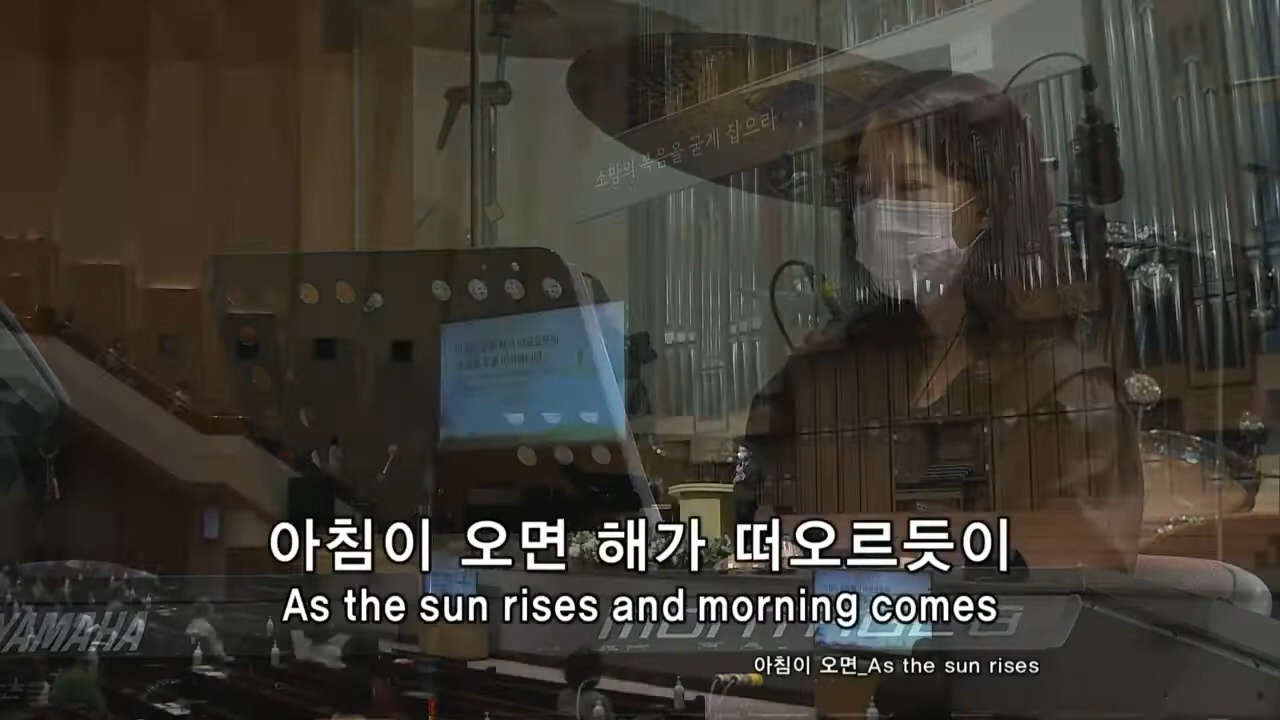 소망의 복음을 굳게 잡으라
아침이 오면 해가 떠오르듯이
As the sun rises and morning comes
YAMAHA
아침이 오면_As the sun rises